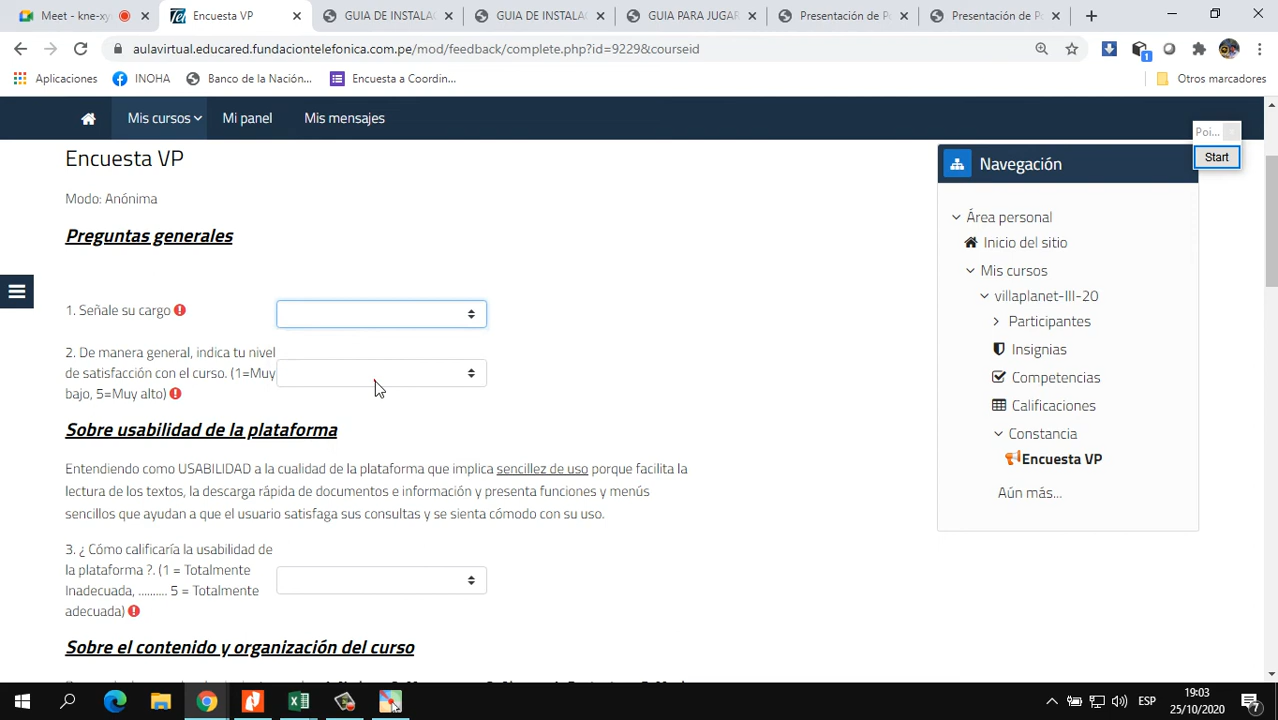 Meet - kne-xy
Encuesta VP
GUIA DE INSTALA
GUIA DE INSTALA
GUIA PARA JUGAR
Presentación de P
Presentación de P
aulavirtual.educared.fundaciontelefonica.com.pe/mod/feedback/complete.php?id=9229&courseid
Aplicaciones
INOHA
Banco de la Nación...
Encuesta a Coordin...
Otros marcadores
Mis cursos
Mi panel
Mis mensajes
Poi...
Start
Encuesta VP
Modo: Anónima
Preguntas generales
1. Señale su cargo
2. De manera general, indica tu nivel
de satisfacción con el curso. (1=Muy
bajo, 5=Muy alto)
Sobre usabilidad de la plataforma
Entendiendo como USABILIDAD a la cualidad de la plataforma que implica sencillez de uso porque facilita la
lectura de los textos, la descarga rápida de documentos e información y presenta funciones y menús
sencillos que ayudan a que el usuario satisfaga sus consultas y se sienta cómodo con su uso.
3. ¿ Cómo calificaría la usabilidad de
la plataforma ?. (1 = Totalmente
Inadecuada, .......... 5 = Totalmente
adecuada)
Sobre el contenido y organización del curso
Navegación
Área personal
Inicio del sitio
Mis cursos
villaplanet-III-20
Participantes
Insignias
Competencias
Calificaciones
Constancia
Encuesta VP
Aún más...
ESP
19:03
25/10/2020
7